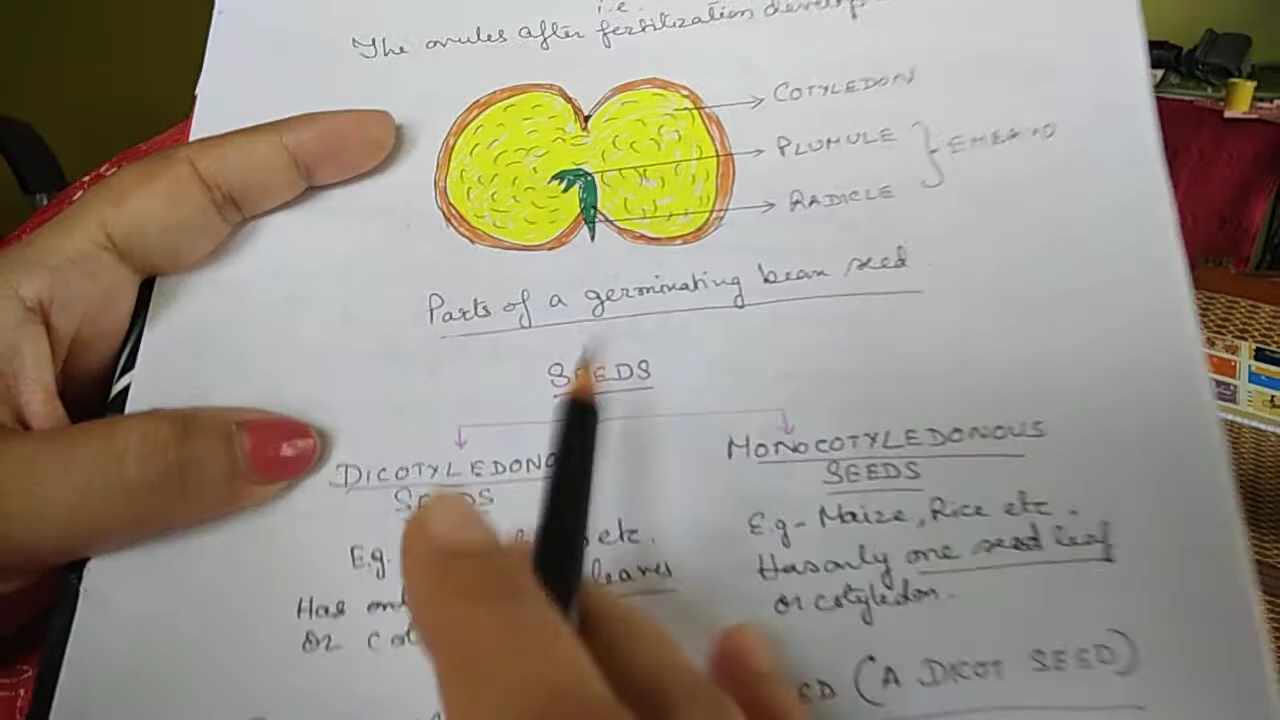 i.e.
The ovules after fertilization develop
COTYLEDON
PLUMULE
EMBRYO
RADICLE
Parts of a germinating bean seed.
SEEDS
DICOTYLEDONO
SEEDS
E.g. etc.
Has leaves
or
MONOCOTYLEDONOUS
SEEDS
E.g- Maize, Rice etc.
Has only one seed leaf
or cotyledon.
(A DICOT SEED)